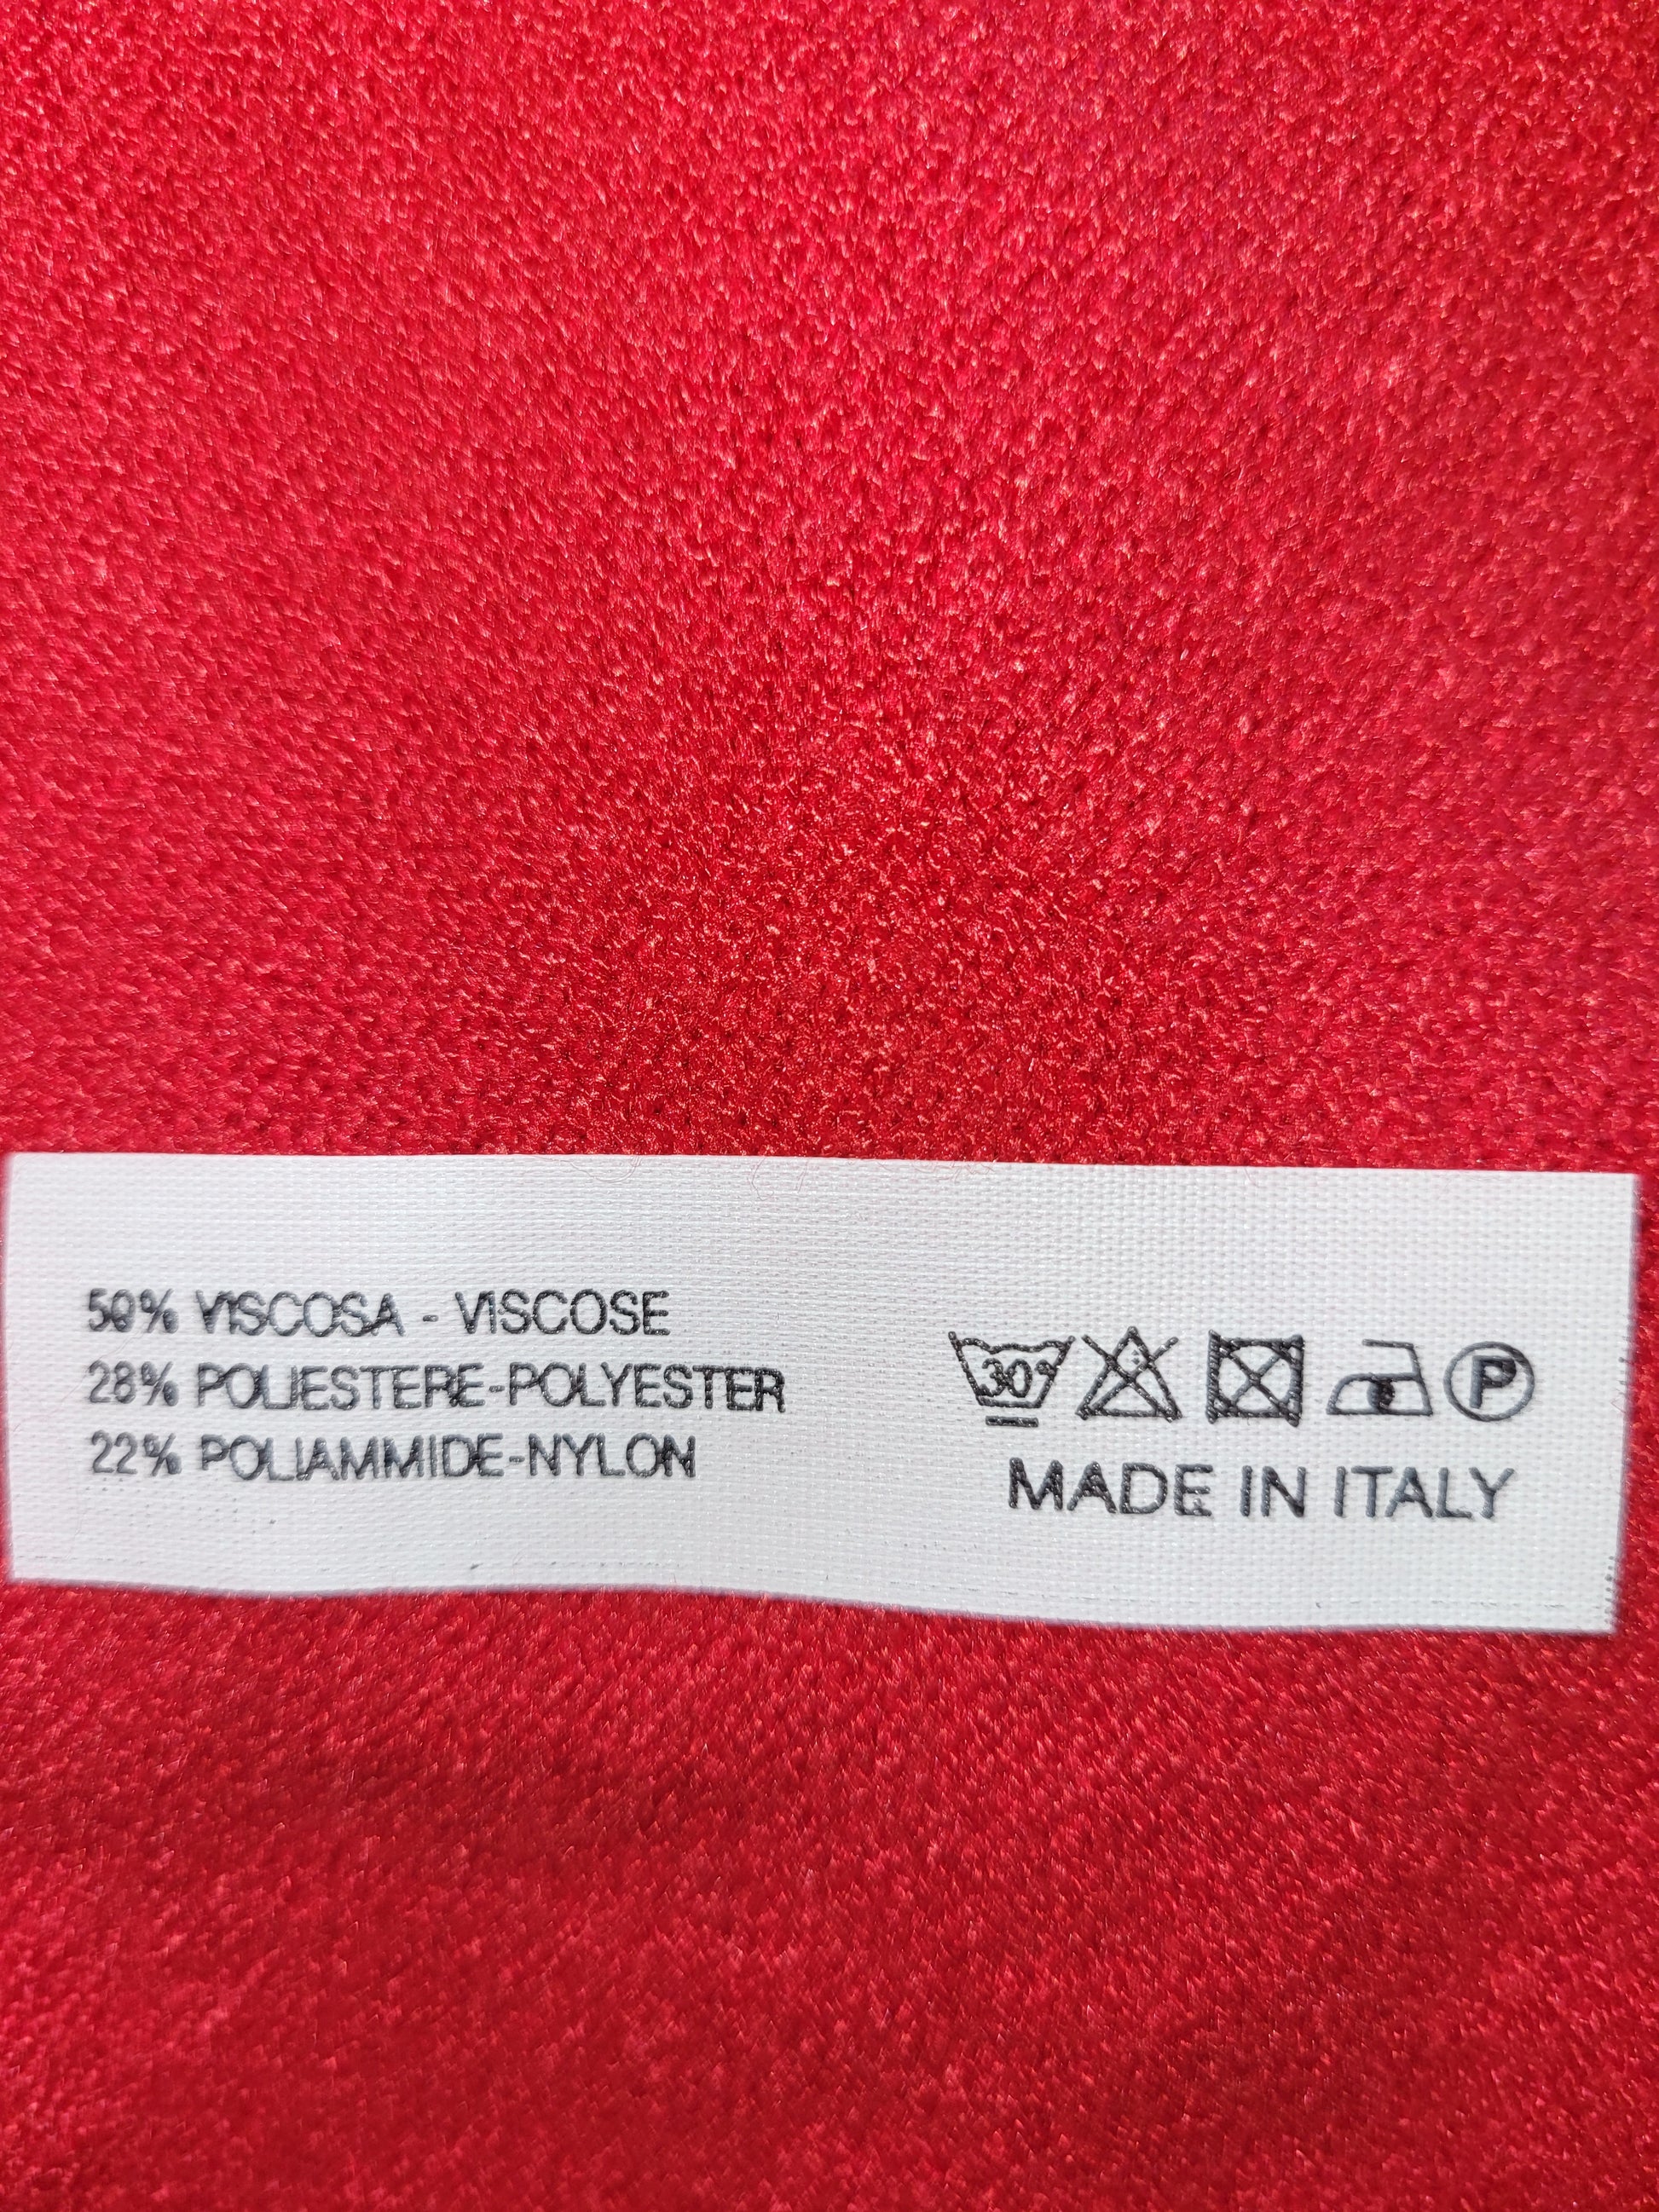 50% VISCOSA - VISCOSE
28% POLIESTERE-POLYESTER
22% POLIAMMIDE-NYLON
30°
P
MADE IN ITALY